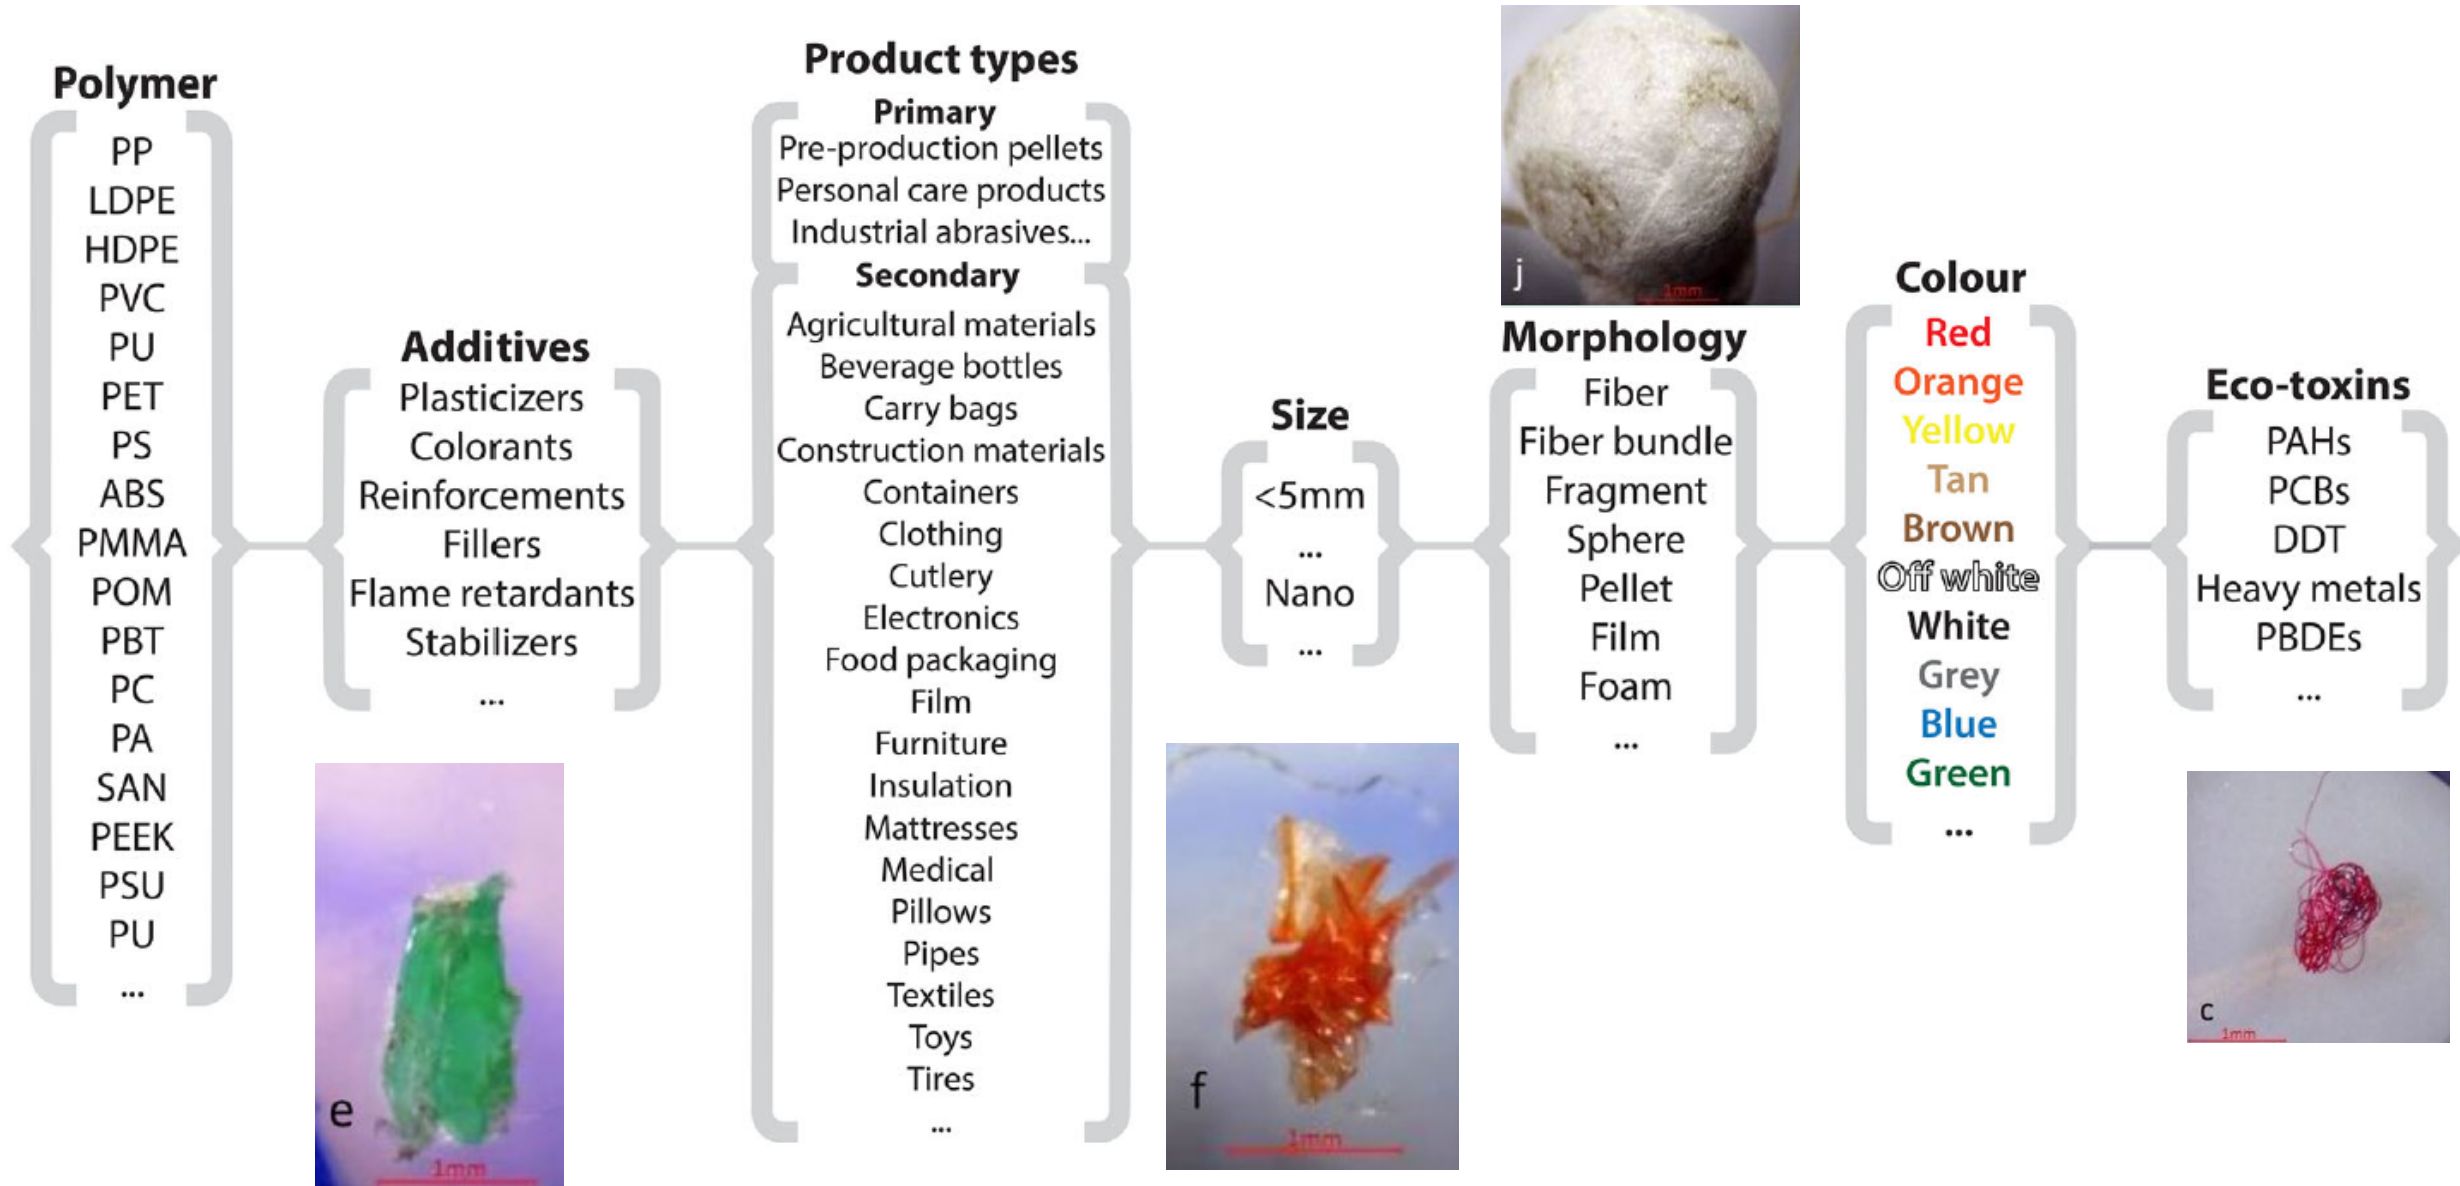 Polymer
PP
LDPE
HDPE
PVC
PU
PET
PS
ABS
PMMA
POM
PBT
PC
PA
SAN
PEEK
PSU
PU
...
Additives
Plasticizers
Colorants
Reinforcements
Fillers
Flame retardants
Stabilizers
...
e
1mm
Product types
Primary
Pre-production pellets
Personal care products
Industrial abrasives...
Secondary
Agricultural materials
Beverage bottles
Carry bags
Construction materials
Containers
Clothing
Cutlery
Electronics
Food packaging
Film
Furniture
Insulation
Mattresses
Medical
Pillows
Pipes
Textiles
Toys
Tires
...
Size
<5mm
...
Nano
...
f
1mm
j
1mm
Morphology
Fiber
Fiber bundle
Fragment
Sphere
Pellet
Film
Foam
...
Colour
Red
Orange
Yellow
Tan
Brown
Off white
White
Grey
Blue
Green
...
Eco-toxins
PAHs
PCBs
DDT
Heavy metals
PBDEs
...
c
1mm